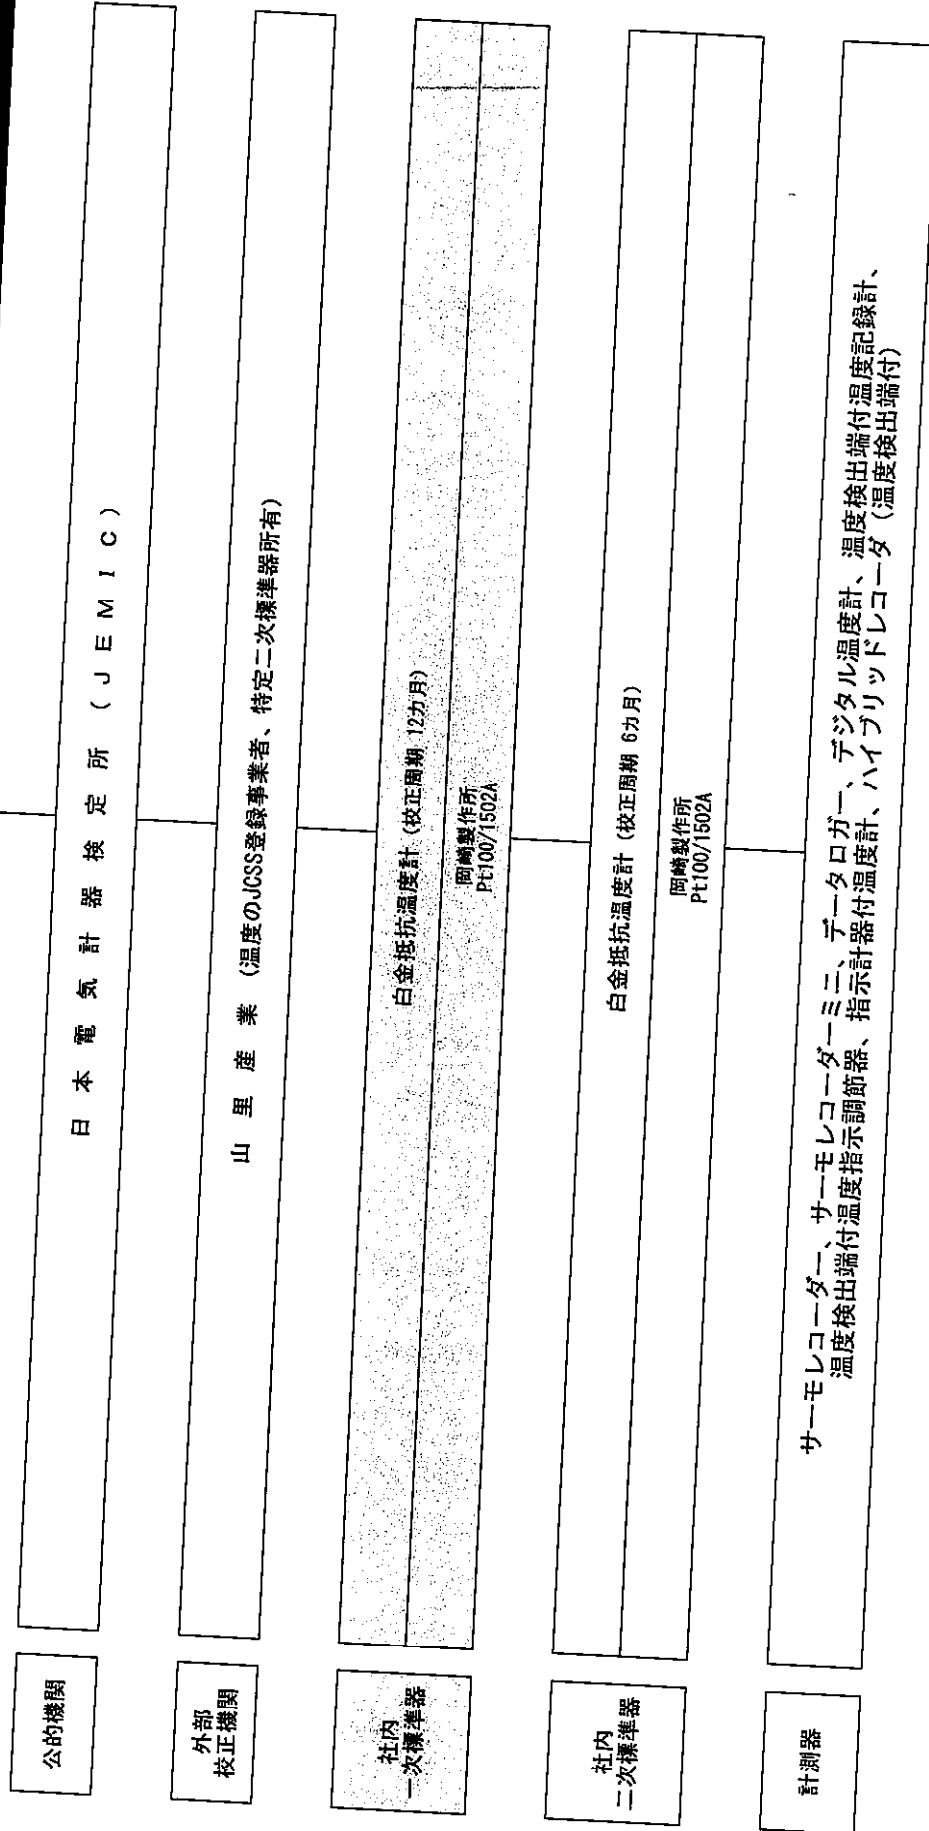 公的機関
日本電気計器検定所(JEMIC)
外部
校正機関
山里産業 (温度のJCSS登録事業者、特定二次標準器所有)
社内
一次標準器
白金抵抗温度計 (校正周期 12カ月)
岡崎製作所
Pt100/1502A
社内
二次標準器
白金抵抗温度計 (校正周期 6カ月)
岡崎製作所
Pt100/1502A
計測器
サーモレコーダー、サーモレコーダーミニ、データロガー、デジタル温度計、温度検出端付温度記録計、
温度検出端付温度指示調節器、指示計器付温度計、ハイブリッドレコーダ (温度検出端付)